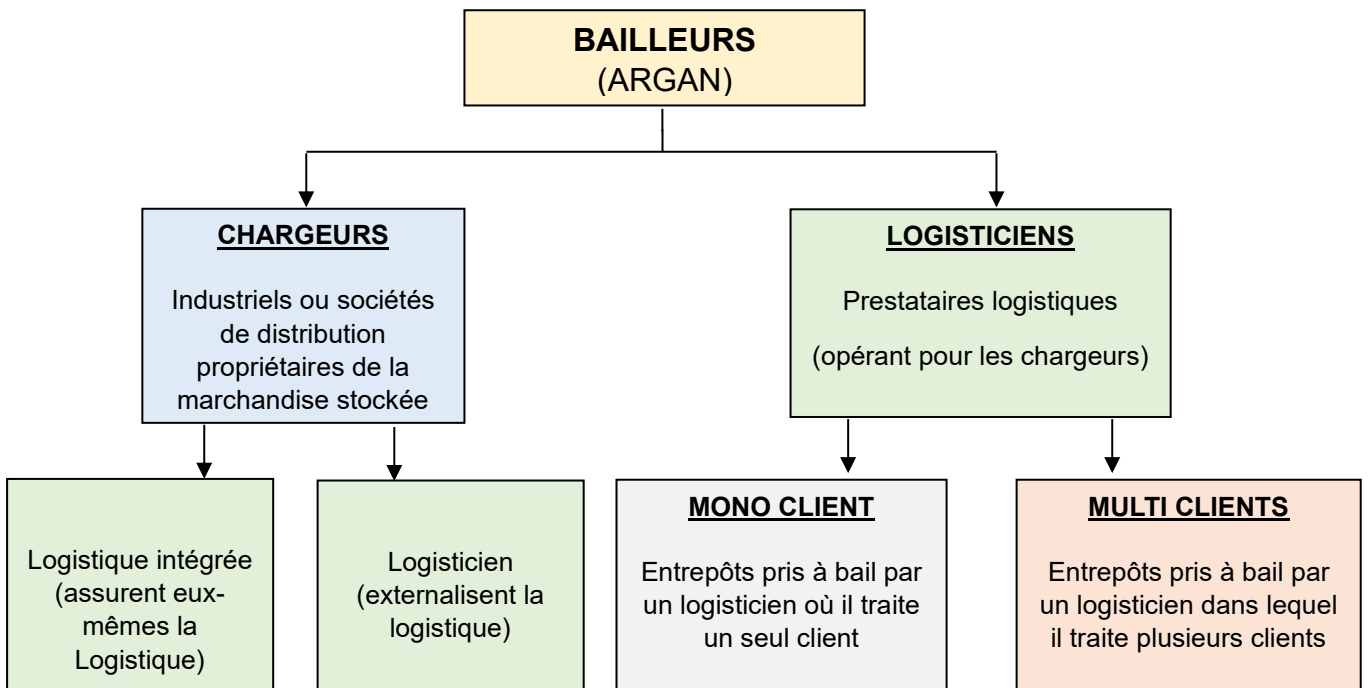 BAILLEURS
(ARGAN)
CHARGEURS
Industriels ou sociétés
de distribution
propriétaires de la
marchandise stockée
LOGISTICIENS
Prestataires logistiques
(opérant pour les chargeurs)
Logistique intégrée
(assurent eux-
mêmes la
Logistique)
Logisticien
(externalisent la
logistique)
MONO CLIENT
Entrepôts pris à bail par
un logisticien où il traite
un seul client
MULTI CLIENTS
Entrepôts pris à bail par
un logisticien dans lequel
il traite plusieurs clients